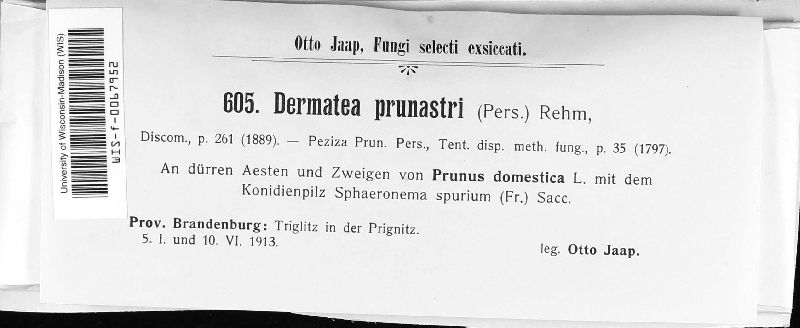 Otto Jaap, Fungi selecti exsiccati.
605. Dermatea prunastri (Pers.) Rehm,
Discom., p. 261 (1889). — Peziza Prun. Pers., Tent. disp. meth. fung., p. 35 (1797).
An dürren Aesten und Zweigen von Prunus domestica L. mit dem
Konidienpilz Sphaeronema spurium (Fr.) Sacc.
Prov. Brandenburg: Triglitz in der Prignitz.
5. I. und 10. VI. 1913.
leg. Otto Jaap.
University of Wisconsin-Madison (WIS)
WIS-f-0067952